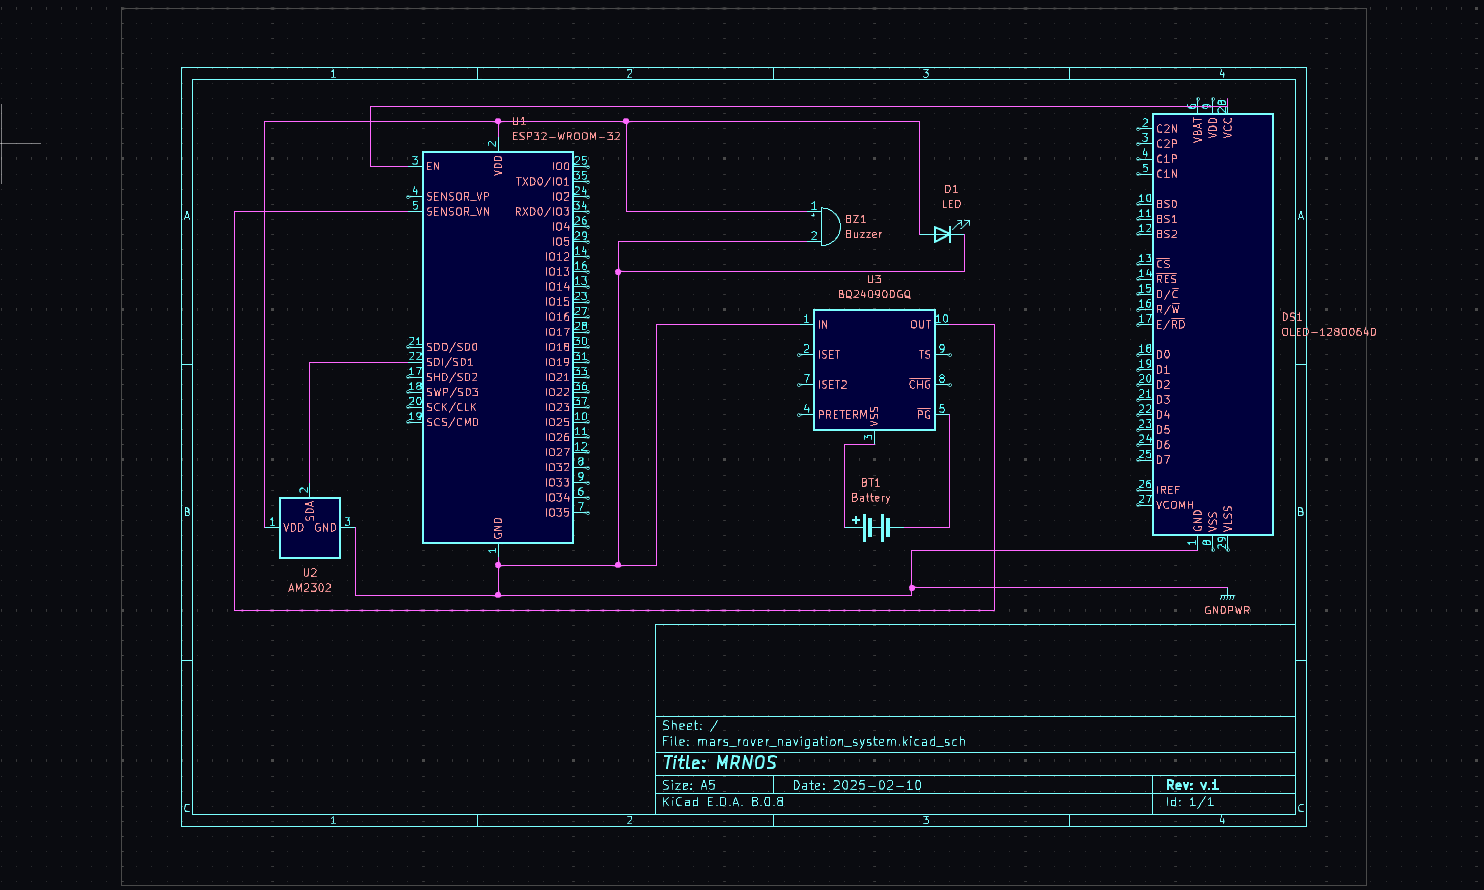 1 2 3 4
A A
B B
C C
1 2 3 4
U1
ESP32-WROOM-32
2
VDD
3 EN
4 SENSOR_VP
5 SENSOR_VN
21 SDO/SD0
22 SDI/SD1
17 SHD/SD2
18 SWP/SD3
20 SCK/CLK
19 SCS/CMD
IO0 25
TXD0/IO1 35
IO2 24
RXD0/IO3 34
IO4 26
IO5 29
IO12 14
IO13 16
IO14 13
IO15 23
IO16 27
IO17 28
IO18 30
IO19 31
IO21 33
IO22 36
IO23 37
IO25 10
IO26 11
IO27 12
IO32 8
IO33 9
IO34 6
IO35 7
GND
1
2
SDA
1 VDD GND 3
U2
AM2302
1
+
2
BZ1
Buzzer
D1
LED
U3
BQ24090DGQ
1 IN OUT 10
2 ISET TS 9
7 ISET2 CHG 8
4 PRETERM PG 5
VSS
3
BT1
Battery
+
6 9 28
VBAT VDD VCC
2 C2N
3 C2P
4 C1P
5 C1N
10 BS0
11 BS1
12 BS2
13 CS
14 RES
15 D/C
16 R/W
17 E/RD
18 D0
19 D1
20 D2
21 D3
22 D4
23 D5
24 D6
25 D7
26 IREF
27 VCOMH
GND VSS VLSS
1 8 29
DS1
OLED-128O064D
GNDPWR
Sheet: /
File: mars_rover_navigation_system.kicad_sch
Title: MRNOS
Size: A5 Date: 2025-02-10 Rev: v.1
KiCad E.D.A. 8.0.8 Id: 1/1